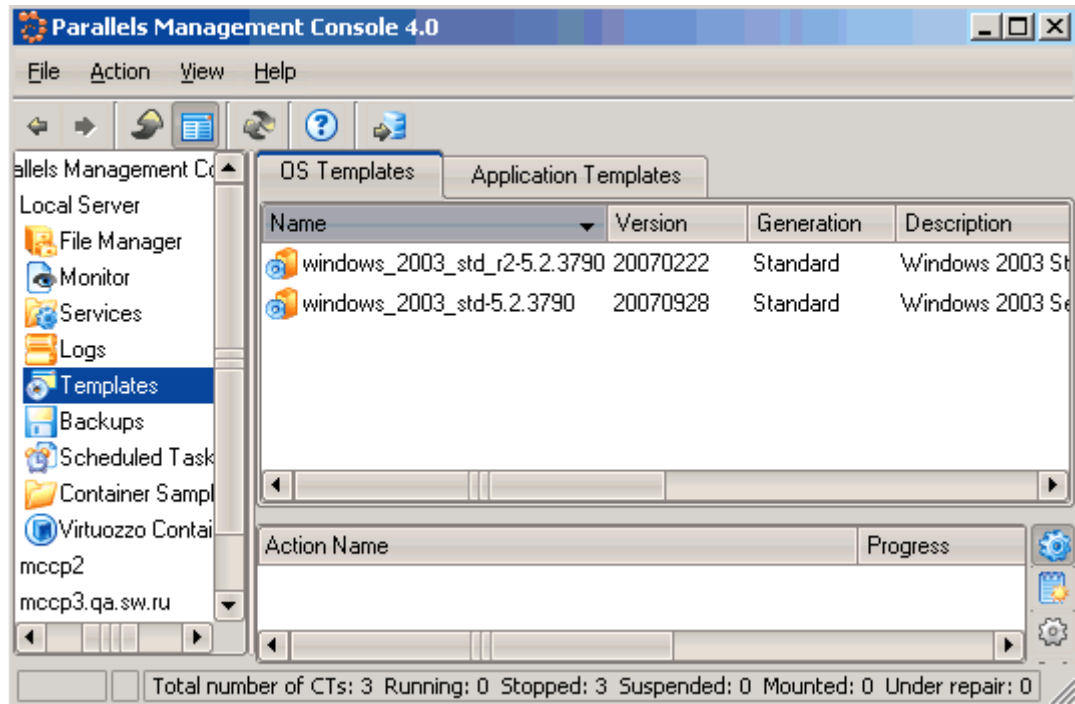 Parallels Management Console 4.0
File Action View Help
allels Management Co
Local Server
File Manager
Monitor
Services
Logs
Templates
Backups
Scheduled Task
Container Sampl
Virtuozzo Contai
mccp2
mccp3.qa.sw.ru
OS Templates Application Templates
Name Version Generation Description
windows_2003_std_r2-5.2.3790 20070222 Standard Windows 2003 St
windows_2003_std-5.2.3790 20070928 Standard Windows 2003 Se
Action Name Progress
Total number of CTs: 3 Running: 0 Stopped: 3 Suspended: 0 Mounted: 0 Under repair: 0